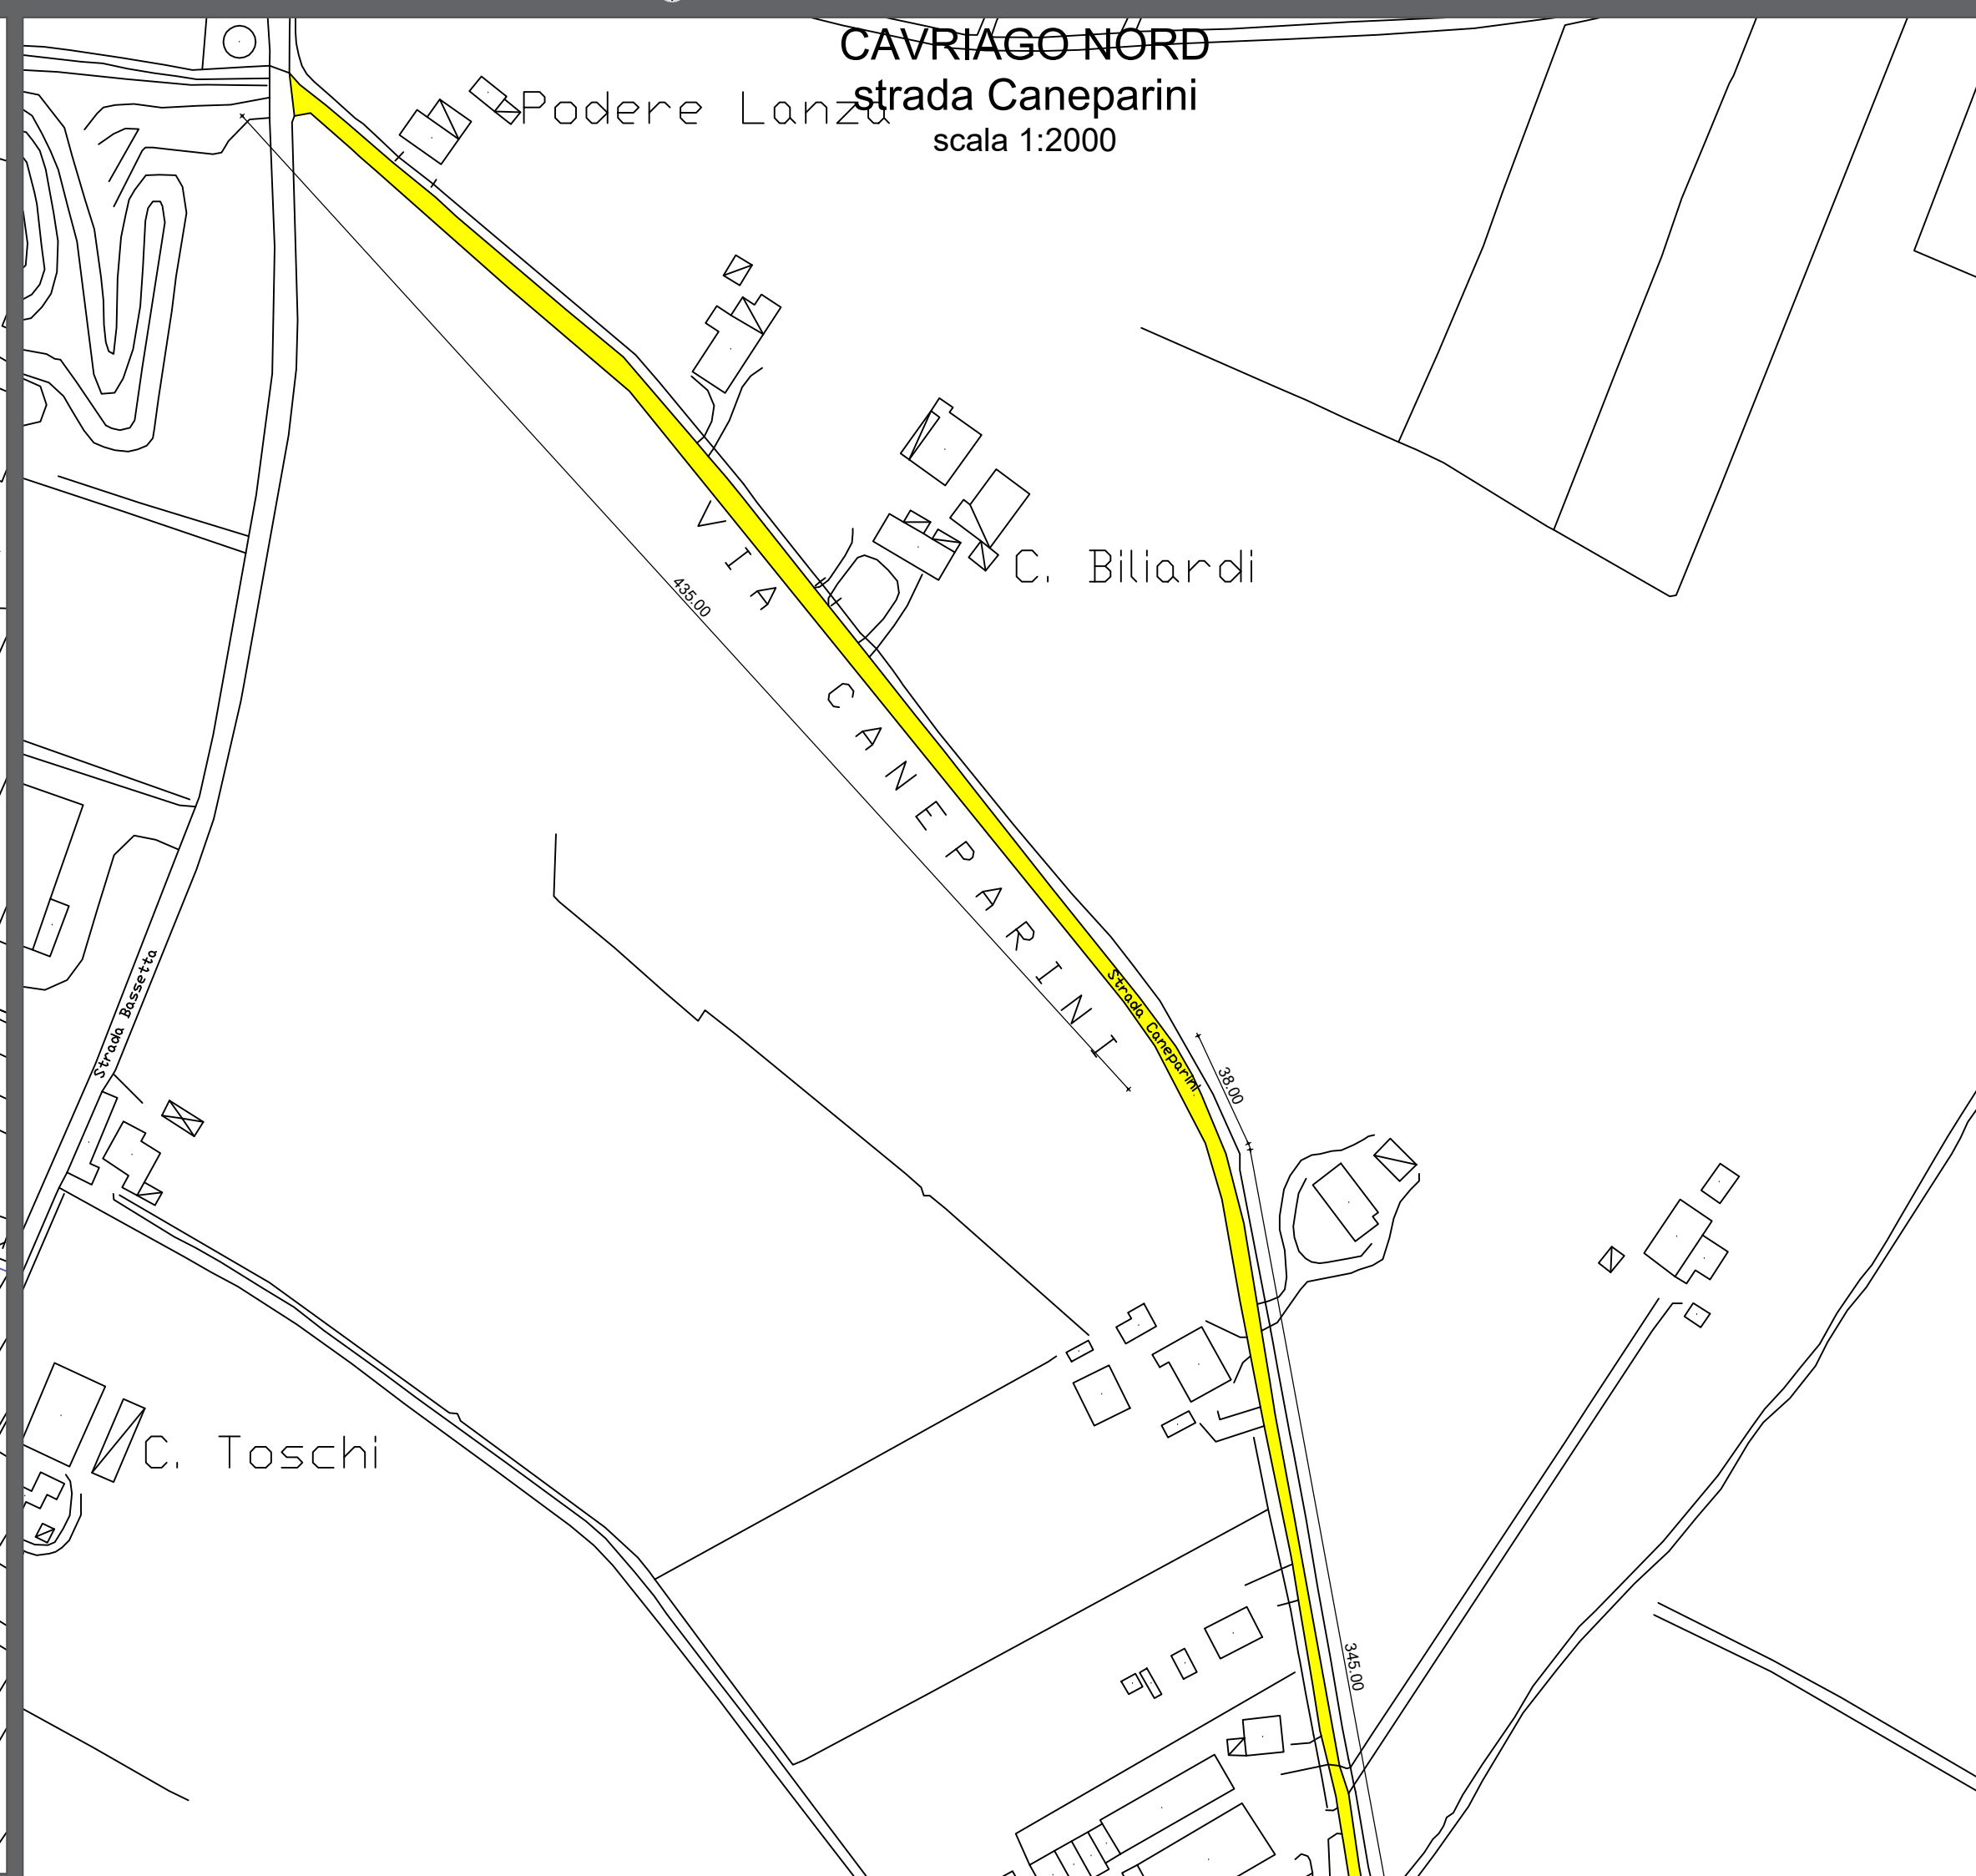 CAVRIAGO NORD
strada Caneparini
scala 1:2000
Podere Lanza
C. Biliardi
435.00
VIA CANEPARINI
Strada Caneparini
38.00
Strada Bassetta
C. Toschi
345.00